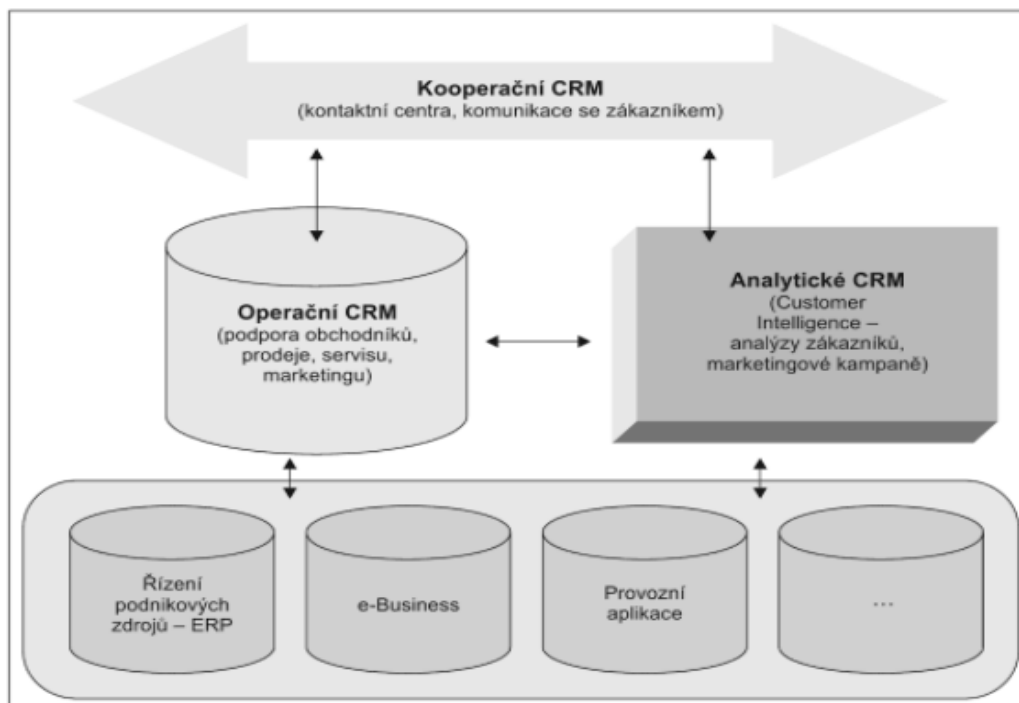 Kooperační CRM
(kontaktní centra, komunikace se zákazníkem)
Operační CRM
(podpora obchodníků,
prodeje, servisu,
marketingu)
Analytické CRM
(Customer
Intelligence –
analýzy zákazníků,
marketingové kampaně)
Řízení
podnikových
zdrojů – ERP
e-Business
Provozní
aplikace
...